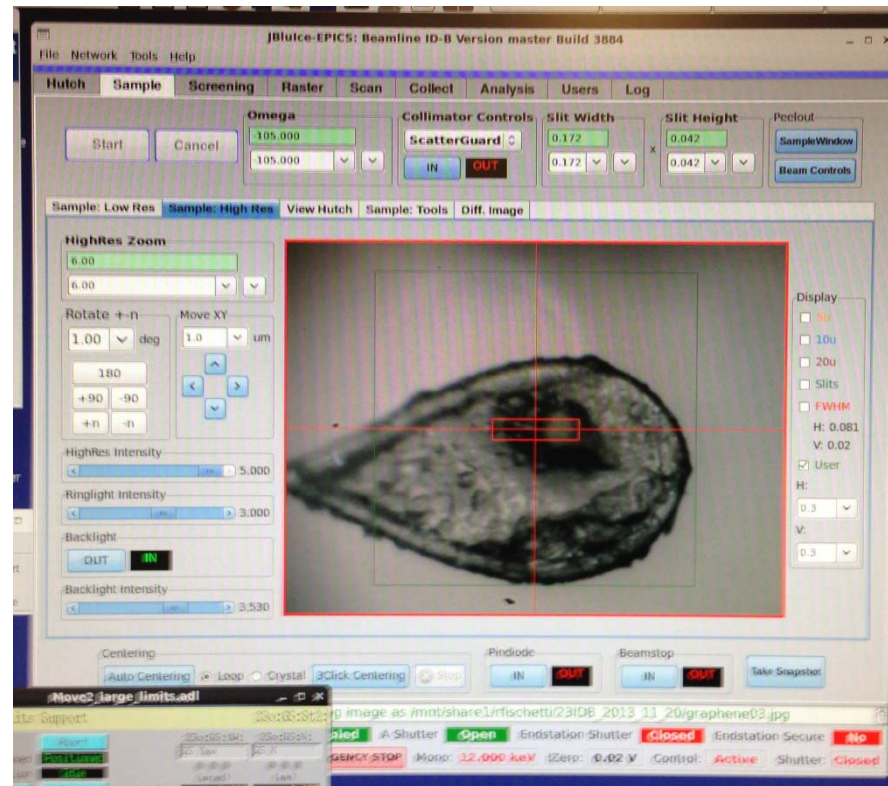 JBluIce-EPICS: Beamline ID-B Version master Build 3884
File Network Tools Help
Hutch Sample Screening Raster Scan Collect Analysis Users Log
Start Cancel
Omega
-105.000
-105.000
Collimator Controls
ScatterGuard
IN OUT
Slit Width
0.172
0.172
x
Slit Height
0.042
0.042
Peelout
SampleWindow
Beam Controls
Sample: Low Res Sample: High Res View Hutch Sample: Tools Diff. Image
HighRes Zoom
6.00
6.00
Rotate +-n
1.00 deg
180
+90 -90
+n -n
Move XY
1.0 um
HighRes Intensity
5.000
Ringlight Intensity
3.000
Backlight
OUT IN
Backlight Intensity
3.530
Display
5u
10u
20u
Slits
FWHM
H: 0.081
V: 0.02
User
H:
0.3
V:
0.3
Centering
Auto Centering Loop Crystal 3Click Centering Stop
Pindiode
IN OUT
Beamstop
IN OUT
Take Snapshot
Move2_large_limits.adl
Support
image as /mnt/share1/rfischetti/23IDB_2013_11_20/graphene03.jpg
A Shutter Open Endstation Shutter Closed Endstation Secure No
GENCY STOP Mono: 12.000 keV IZero: 0.02 V Control: Active Shutter: Closed
Abort
Positioned